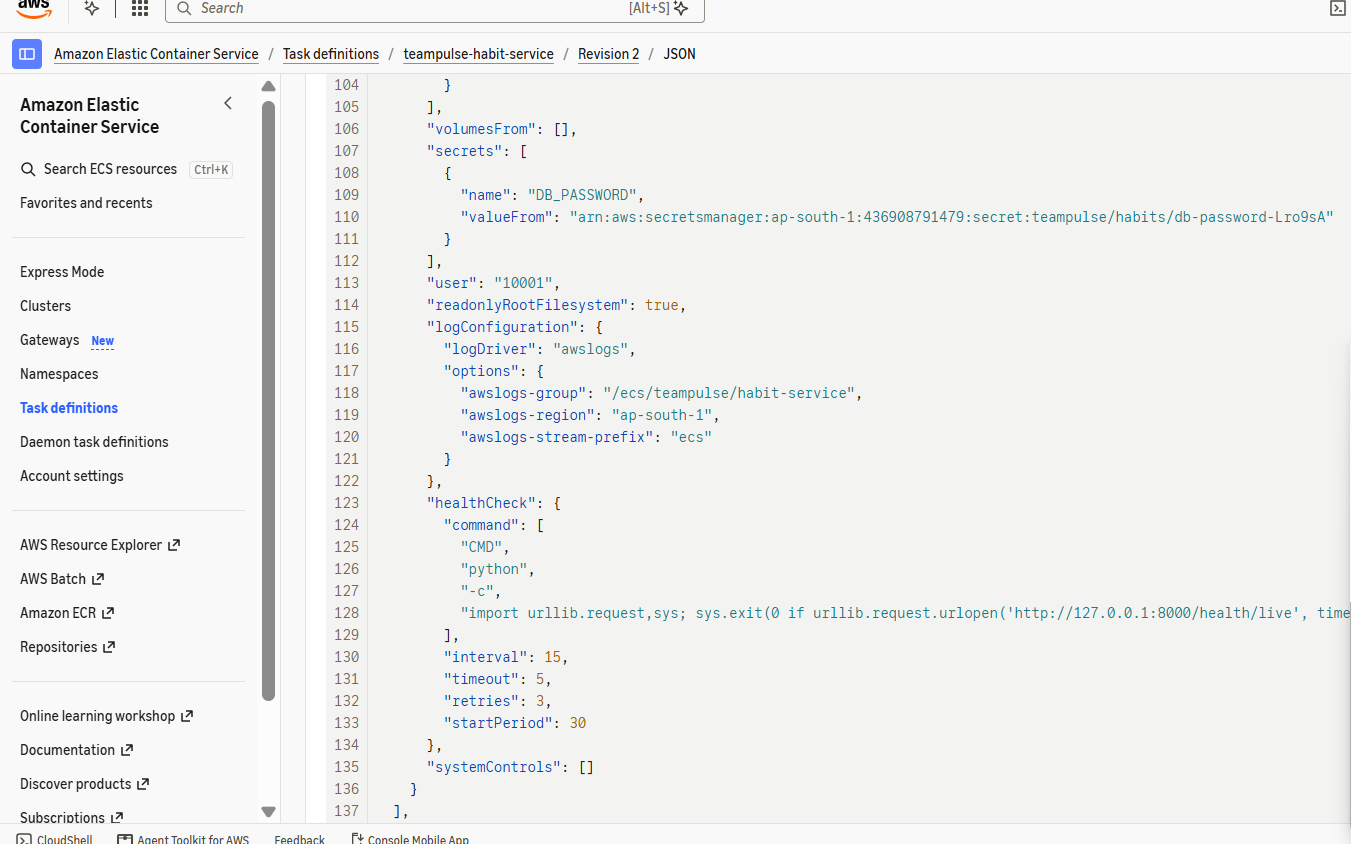 aws
Search
[Alt+S]
Amazon Elastic Container Service / Task definitions / teampulse-habit-service / Revision 2 / JSON
Amazon Elastic
Container Service
Search ECS resources Ctrl+K
Favorites and recents
Express Mode
Clusters
Gateways New
Namespaces
Task definitions
Daemon task definitions
Account settings
AWS Resource Explorer
AWS Batch
Amazon ECR
Repositories
Online learning workshop
Documentation
Discover products
Subscriptions
104 }
105 ],
106 "volumesFrom": [],
107 "secrets": [
108 {
109 "name": "DB_PASSWORD",
110 "valueFrom": "arn:aws:secretsmanager:ap-south-1:436908791479:secret:teampulse/habits/db-password-Lro9sA"
111 }
112 ],
113 "user": "10001",
114 "readonlyRootFilesystem": true,
115 "logConfiguration": {
116 "logDriver": "awslogs",
117 "options": {
118 "awslogs-group": "/ecs/teampulse/habit-service",
119 "awslogs-region": "ap-south-1",
120 "awslogs-stream-prefix": "ecs"
121 }
122 },
123 "healthCheck": {
124 "command": [
125 "CMD",
126 "python",
127 "-c",
128 "import urllib.request,sys; sys.exit(0 if urllib.request.urlopen('http://127.0.0.1:8000/health/live', time
129 ],
130 "interval": 15,
131 "timeout": 5,
132 "retries": 3,
133 "startPeriod": 30
134 },
135 "systemControls": []
136 }
137 ],
CloudShell Agent Toolkit for AWS Feedback Console Mobile App